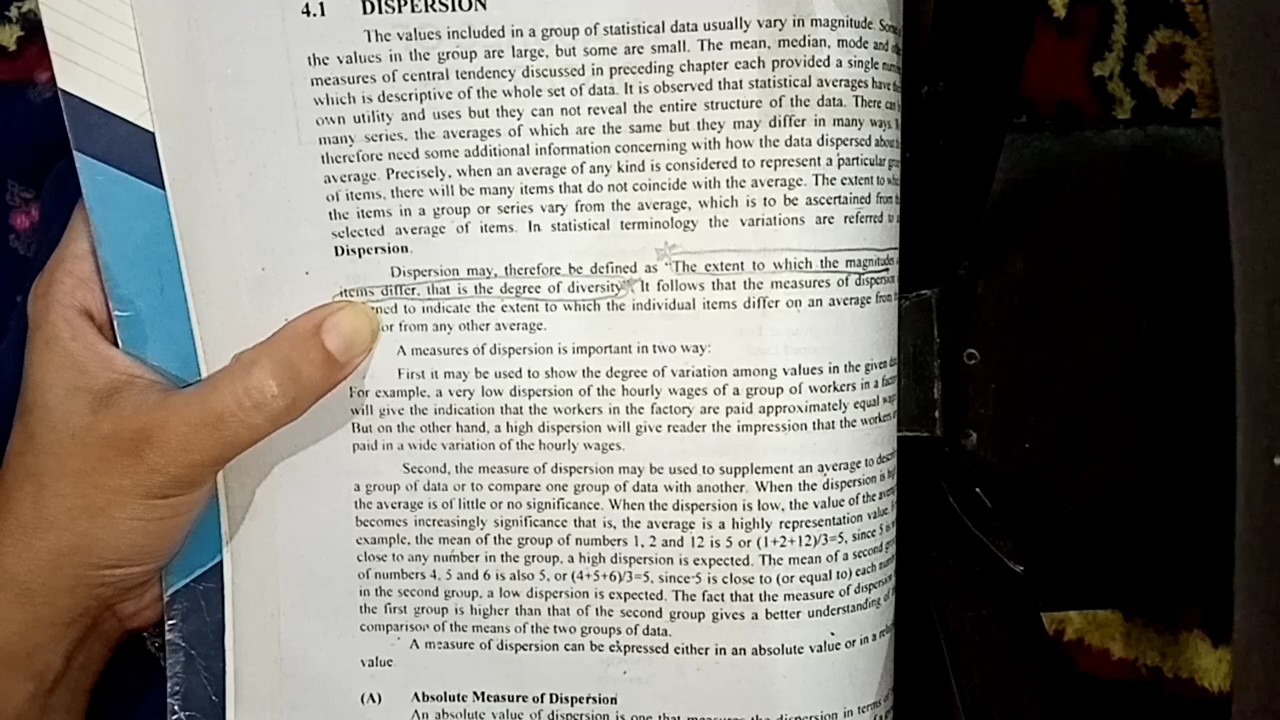 4.1 DISPERSION
The values included in a group of statistical data usually vary in magnitude. Some
the values in the group are large, but some are small. The mean, median, mode and
measures of central tendency discussed in preceding chapter each provided a single
which is descriptive of the whole set of data. It is observed that statistical averages have
own utility and uses but they can not reveal the entire structure of the data. There can
many series, the averages of which are the same but they may differ in many ways.
therefore need some additional information concerning with how the data dispersed about
average. Precisely, when an average of any kind is considered to represent a particular
of items, there will be many items that do not coincide with the average. The extent to
the items in a group or series vary from the average, which is to be ascertained from
selected average of items. In statistical terminology the variations are referred to
Dispersion.
Dispersion may, therefore be defined as "The extent to which the magnitudes
items differ, that is the degree of diversity". It follows that the measures of dispersion
to indicate the extent to which the individual items differ on an average from
or from any other average.
A measures of dispersion is important in two way:
First it may be used to show the degree of variation among values in the given
For example, a very low dispersion of the hourly wages of a group of workers in a
will give the indication that the workers in the factory are paid approximately equal
But on the other hand, a high dispersion will give reader the impression that the workers
paid in a wide variation of the hourly wages.
Second, the measure of dispersion may be used to supplement an average to
a group of data or to compare one group of data with another. When the dispersion is
the average is of little or no significance. When the dispersion is low, the value of the
becomes increasingly significance that is, the average is a highly representation value.
example, the mean of the group of numbers 1, 2 and 12 is 5 or (1+2+12)/3=5, since 5 is
close to any number in the group, a high dispersion is expected. The mean of a second
of numbers 4, 5 and 6 is also 5, or (4+5+6)/3=5, since 5 is close to (or equal to) each
in the second group, a low dispersion is expected. The fact that the measure of dispersion
the first group is higher than that of the second group gives a better understanding of
comparison of the means of the two groups of data.
A measure of dispersion can be expressed either in an absolute value or in a
value.
(A) Absolute Measure of Dispersion
An absolute value of dispersion is one that measures the dispersion in terms of